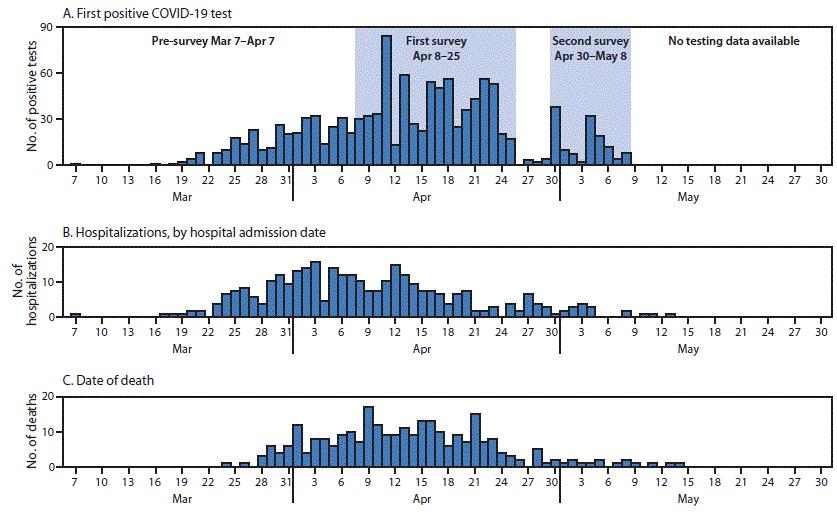 A. First positive COVID-19 test
No. of positive tests
90
60
30
0
Pre-survey Mar 7–Apr 7
First survey
Apr 8–25
Second survey
Apr 30–May 8
No testing data available
7 10 13 16 19 22 25 28 31 3 6 9 12 15 18 21 24 27 30 3 6 9 12 15 18 21 24 27 30
Mar Apr May
B. Hospitalizations, by hospital admission date
No. of
hospitalizations
20
10
0
7 10 13 16 19 22 25 28 31 3 6 9 12 15 18 21 24 27 30 3 6 9 12 15 18 21 24 27 30
Mar Apr May
C. Date of death
No. of deaths
20
10
0
7 10 13 16 19 22 25 28 31 3 6 9 12 15 18 21 24 27 30 3 6 9 12 15 18 21 24 27 30
Mar Apr May